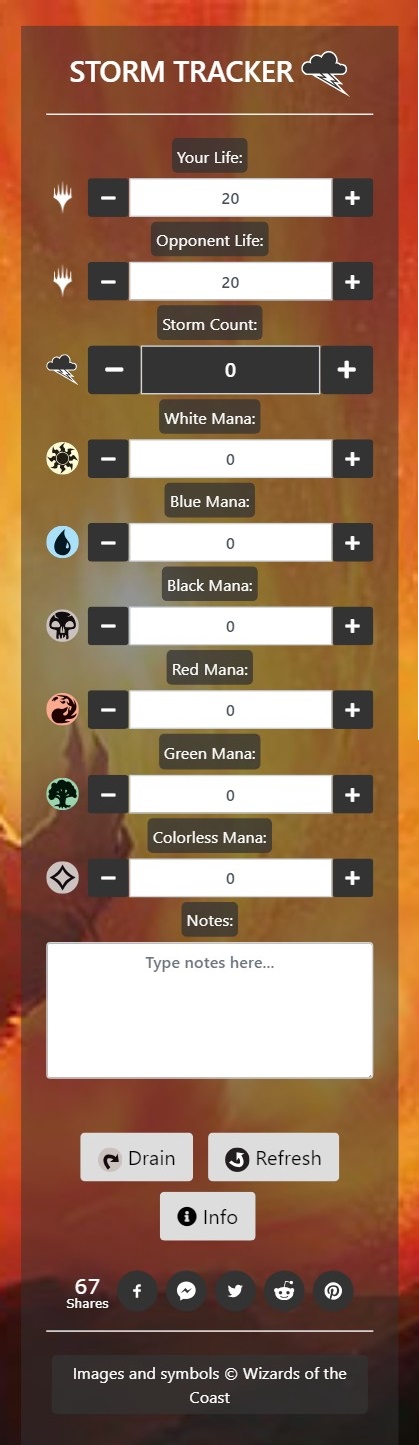 STORM TRACKER
Your Life:
20
Opponent Life:
20
Storm Count:
0
White Mana:
0
Blue Mana:
0
Black Mana:
0
Red Mana:
0
Green Mana:
0
Colorless Mana:
0
Notes:
Type notes here...
Drain Refresh
Info
67
Shares
Images and symbols © Wizards of the
Coast